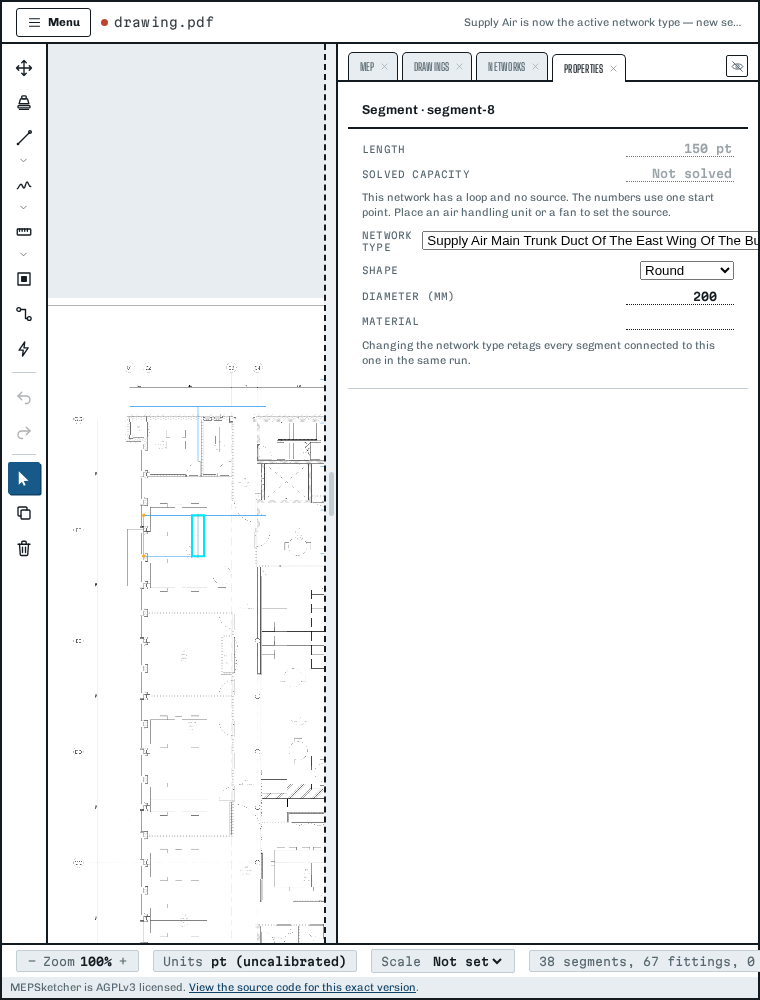 Menu
drawing.pdf
Supply Air is now the active network type — new se...
MEP
DRAWINGS
NETWORKS
PROPERTIES
Segment · segment-8
LENGTH 150 pt
SOLVED CAPACITY Not solved
This network has a loop and no source. The numbers use one start
point. Place an air handling unit or a fan to set the source.
NETWORK
TYPE
Supply Air Main Trunk Duct Of The East Wing Of The Bu
SHAPE Round
DIAMETER (MM) 200
MATERIAL
Changing the network type retags every segment connected to this
one in the same run.
− Zoom 100% +
Units pt (uncalibrated)
Scale Not set
38 segments, 67 fittings, 0
MEPSketcher is AGPLv3 licensed. View the source code for this exact version.